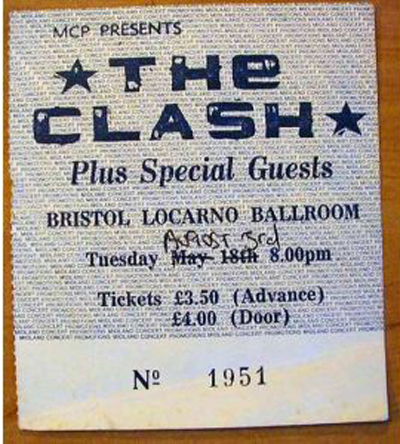 MCP PRESENTS
★THE
CLASH★
Plus Special Guests
BRISTOL LOCARNO BALLROOM
AUGUST 3rd
Tuesday May 18th 8.00pm
Tickets £3.50 (Advance)
£4.00 (Door)
Nº 1951